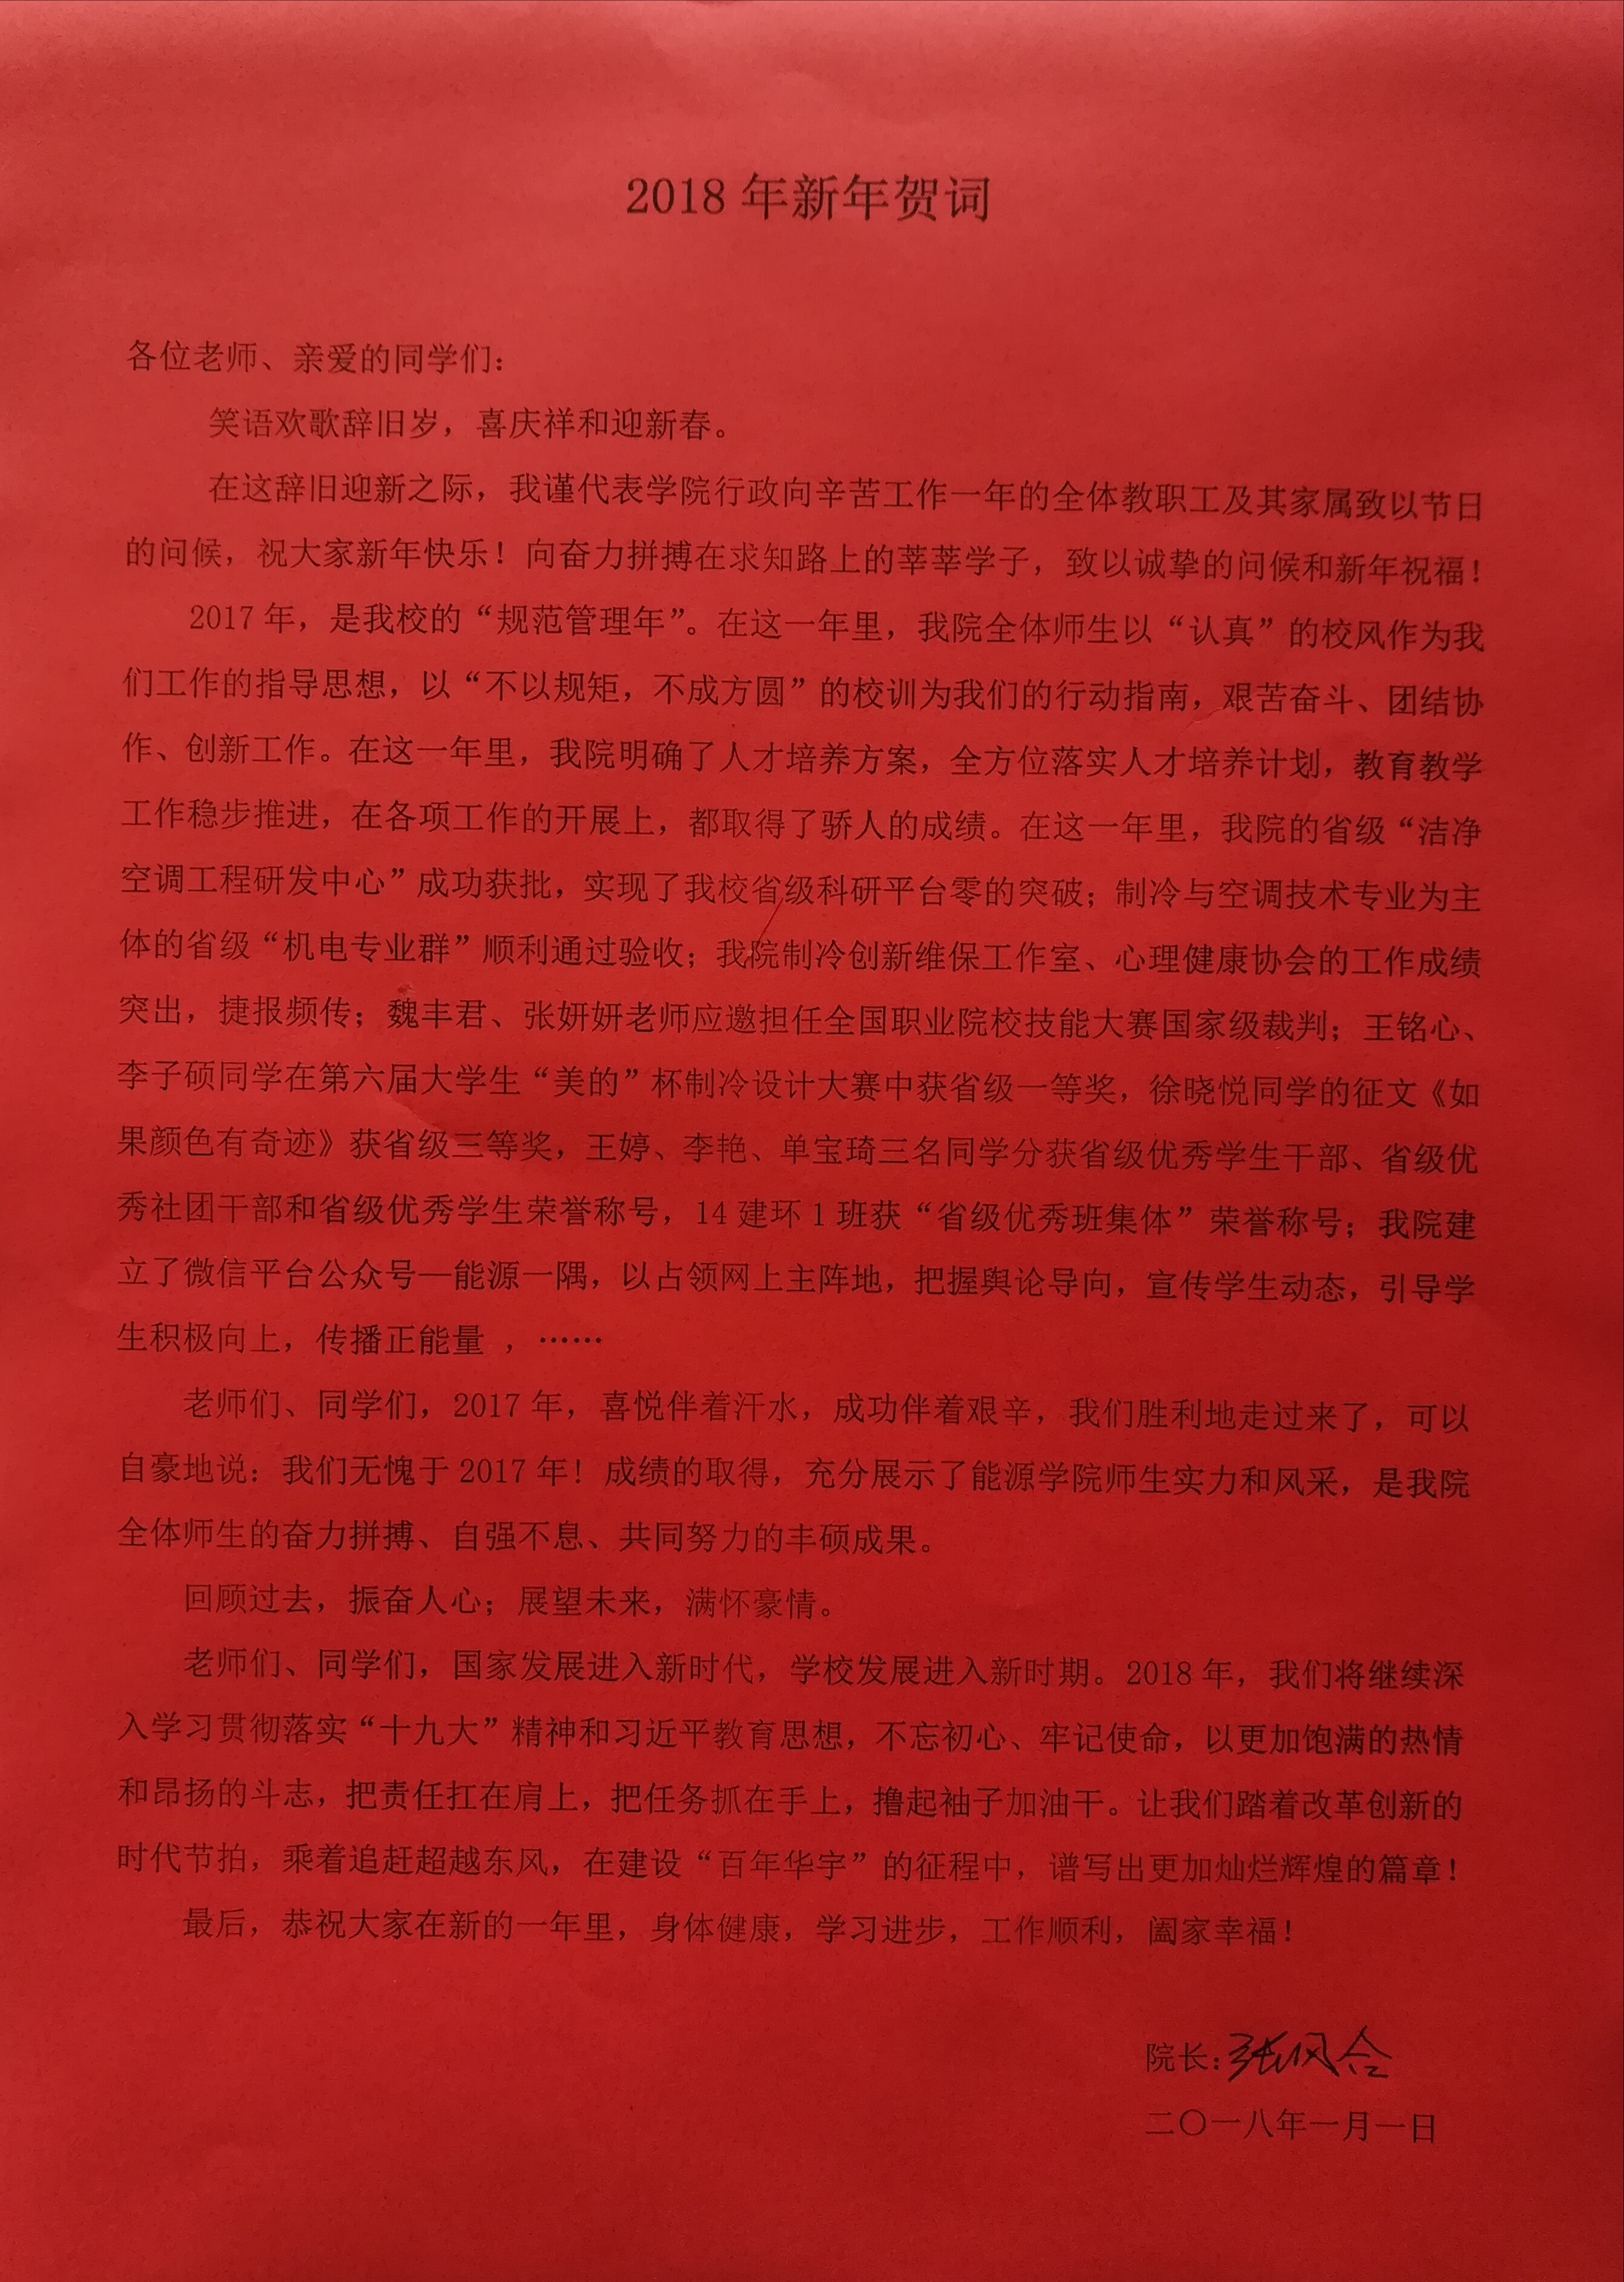 2018 年新年贺词
各位老师、亲爱的同学们：
笑语欢歌辞旧岁，喜庆祥和迎新春。
在这辞旧迎新之际，我谨代表学院行政向辛苦工作一年的全体教职工及其家属致以节日
的问候，祝大家新年快乐！向奋力拼搏在求知路上的莘莘学子，致以诚挚的问候和新年祝福！
2017 年，是我校的“规范管理年”。在这一年里，我院全体师生以“认真”的校风作为我
们工作的指导思想，以“不以规矩，不成方圆”的校训为我们的行动指南，艰苦奋斗、团结协
作、创新工作。在这一年里，我院明确了人才培养方案，全方位落实人才培养计划，教育教学
工作稳步推进，在各项工作的开展上，都取得了骄人的成绩。在这一年里，我院的省级“洁净
空调工程研发中心”成功获批，实现了我校省级科研平台零的突破；制冷与空调技术专业为主
体的省级“机电专业群”顺利通过验收；我院制冷创新维保工作室、心理健康协会的工作成绩
突出，捷报频传；魏丰君、张妍妍老师应邀担任全国职业院校技能大赛国家级裁判；王铭心、
李子硕同学在第六届大学生“美的”杯制冷设计大赛中获省级一等奖，徐晓悦同学的征文《如
果颜色有奇迹》获省级三等奖，王婷、李艳、单宝琦三名同学分获省级优秀学生干部、省级优
秀社团干部和省级优秀学生荣誉称号，14 建环 1 班获“省级优秀班集体”荣誉称号；我院建
立了微信平台公众号—能源一隅，以占领网上主阵地，把握舆论导向，宣传学生动态，引导学
生积极向上，传播正能量 ，……
老师们、同学们，2017 年，喜悦伴着汗水，成功伴着艰辛，我们胜利地走过来了，可以
自豪地说：我们无愧于 2017 年！成绩的取得，充分展示了能源学院师生实力和风采，是我院
全体师生的奋力拼搏、自强不息、共同努力的丰硕成果。
回顾过去，振奋人心；展望未来，满怀豪情。
老师们、同学们，国家发展进入新时代，学校发展进入新时期。2018 年，我们将继续深
入学习贯彻落实“十九大”精神和习近平教育思想，不忘初心、牢记使命，以更加饱满的热情
和昂扬的斗志，把责任扛在肩上，把任务抓在手上，撸起袖子加油干。让我们踏着改革创新的
时代节拍，乘着追赶超越东风，在建设“百年华宇”的征程中，谱写出更加灿烂辉煌的篇章！
最后，恭祝大家在新的一年里，身体健康，学习进步，工作顺利，阖家幸福！
院长：张风合
二〇一八年一月一日